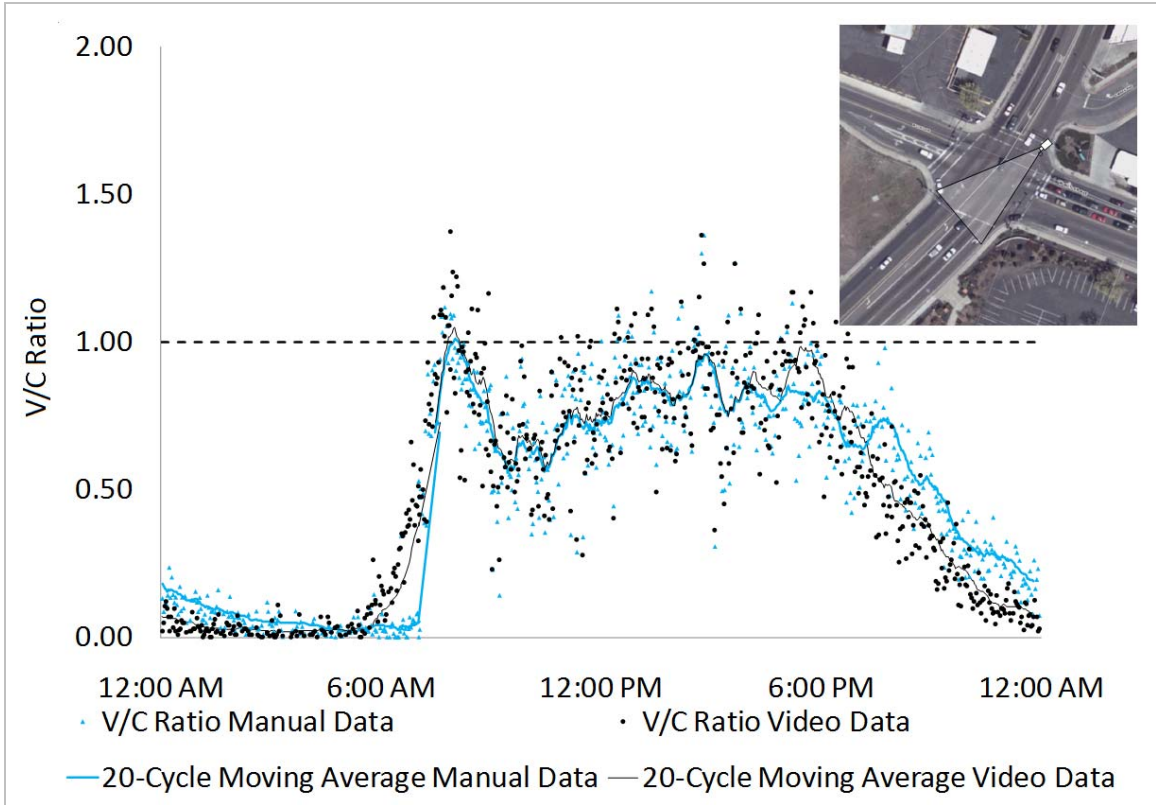 2.00
1.50
1.00
0.50
0.00
V/C Ratio
12:00 AM 6:00 AM 12:00 PM 6:00 PM 12:00 AM
V/C Ratio Manual Data V/C Ratio Video Data
20-Cycle Moving Average Manual Data 20-Cycle Moving Average Video Data